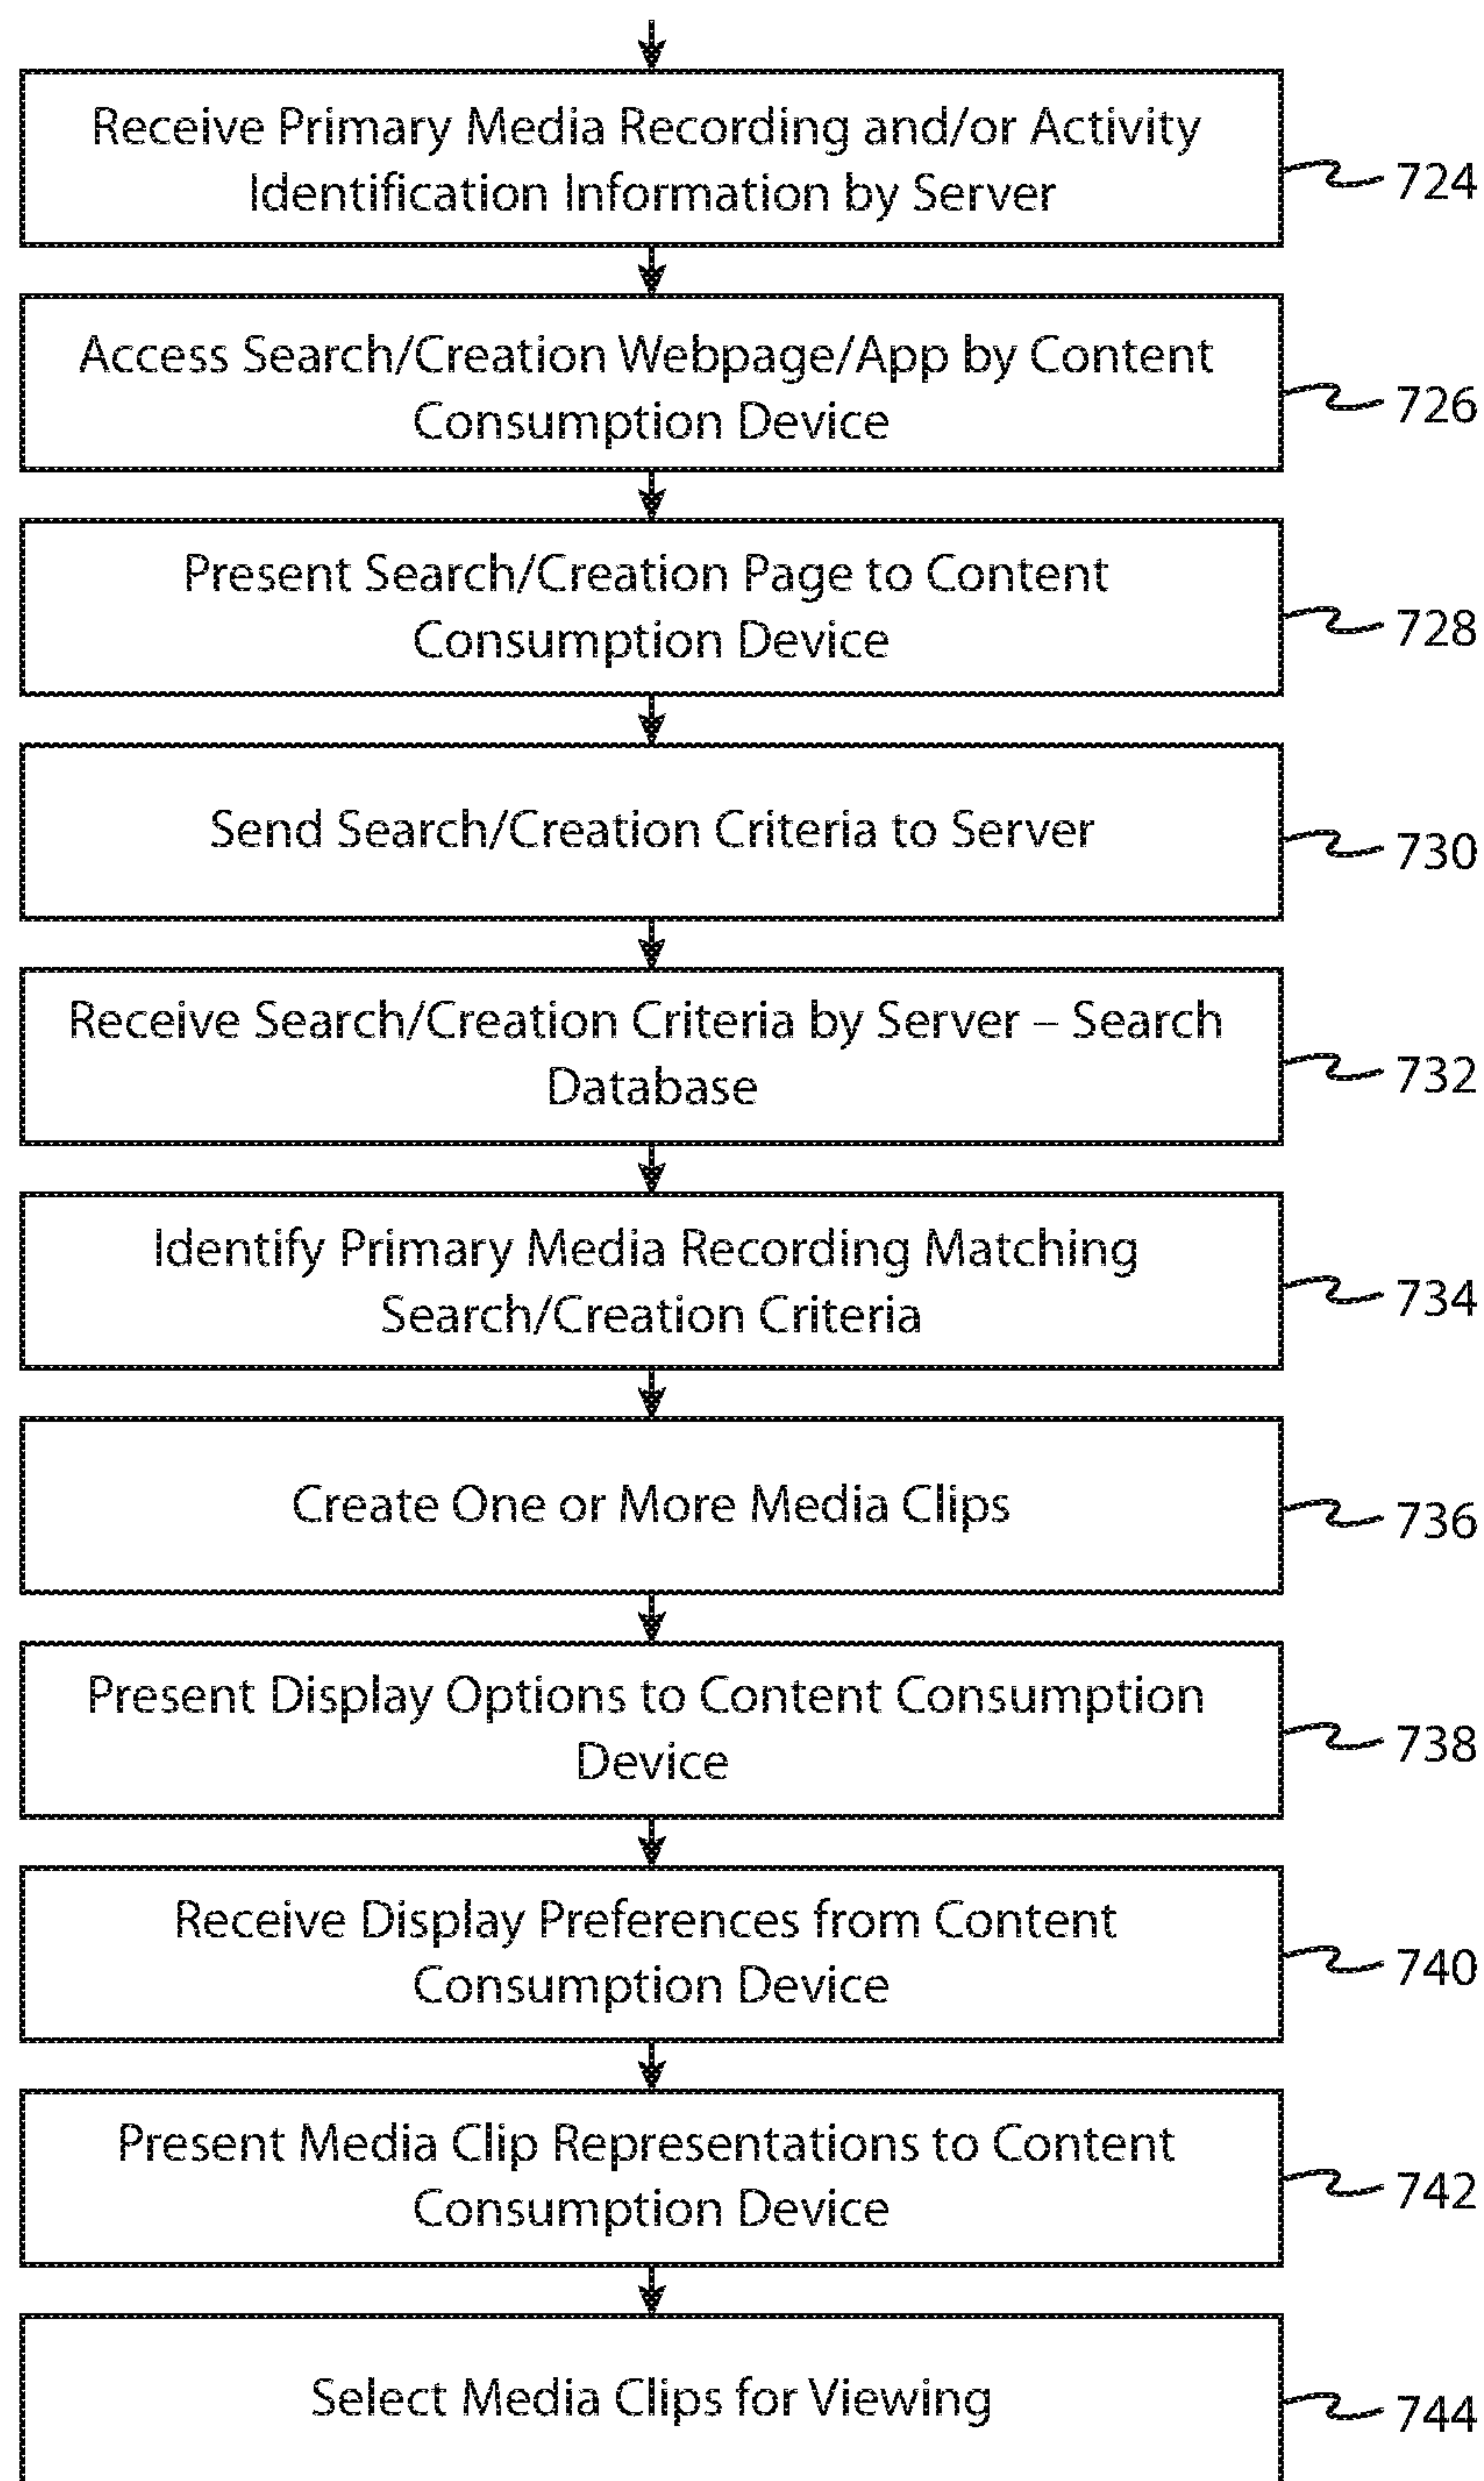 Receive Primary Media Recording and/or Activity
Identification Information by Server
724
Access Search/Creation Webpage/App by Content
Consumption Device
726
Present Search/Creation Page to Content
Consumption Device
728
Send Search/Creation Criteria to Server
730
Receive Search/Creation Criteria by Server – Search
Database
732
Identify Primary Media Recording Matching
Search/Creation Criteria
734
Create One or More Media Clips
736
Present Display Options to Content Consumption
Device
738
Receive Display Preferences from Content
Consumption Device
740
Present Media Clip Representations to Content
Consumption Device
742
Select Media Clips for Viewing
744